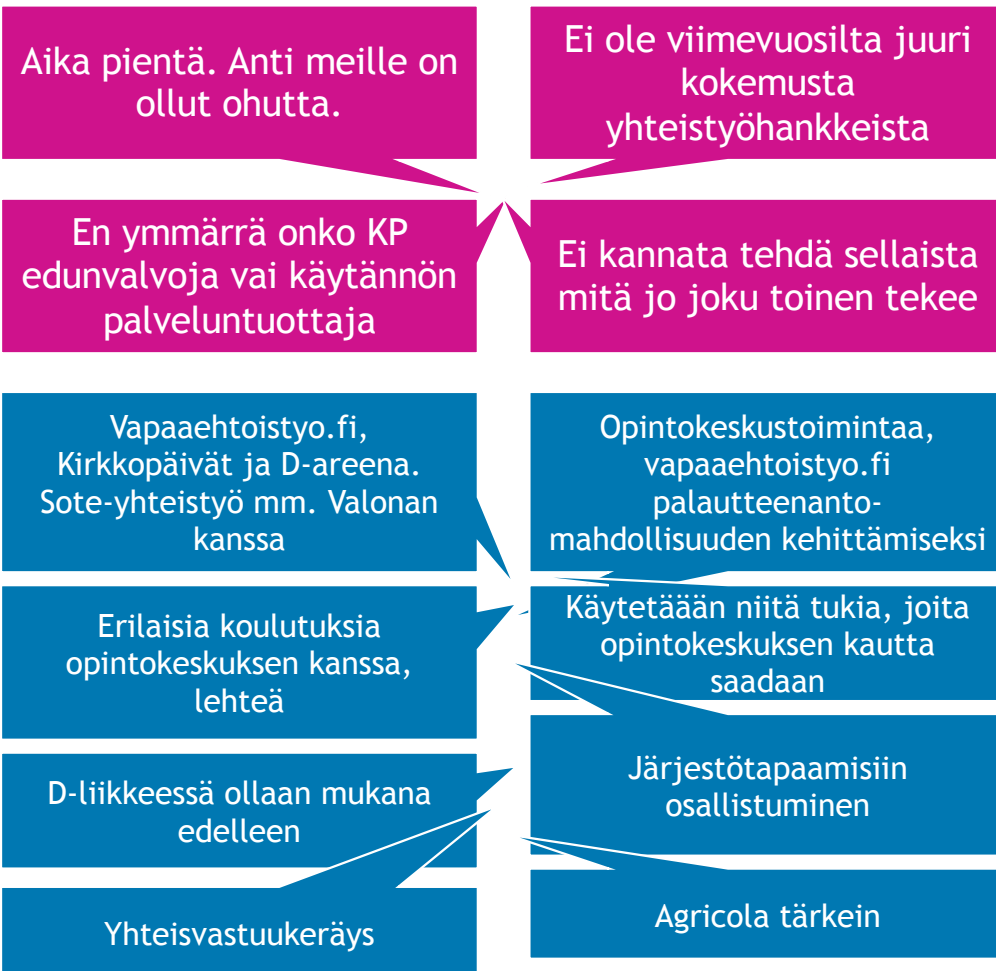 Aika pientä. Anti meille on
ollut ohutta.
Ei ole viimevuosilta juuri
kokemusta
yhteistyöhankkeista
En ymmärrä onko KP
edunvalvoja vai käytännön
palveluntuottaja
Ei kannata tehdä sellaista
mitä jo joku toinen tekee
Vapaaehtoistyo.fi,
Kirkkopäivät ja D-areena.
Sote-yhteistyö mm. Valonan
kanssa
Opintokeskustoimintaa,
vapaaehtoistyo.fi
palautteenanto-
mahdollisuuden kehittämiseksi
Erilaisia koulutuksia
opintokeskuksen kanssa,
lehteä
Käytetäään niitä tukia, joita
opintokeskuksen kautta
saadaan
D-liikkeessä ollaan mukana
edelleen
Järjestötapaamisiin
osallistuminen
Yhteisvastuukeräys
Agricola tärkein